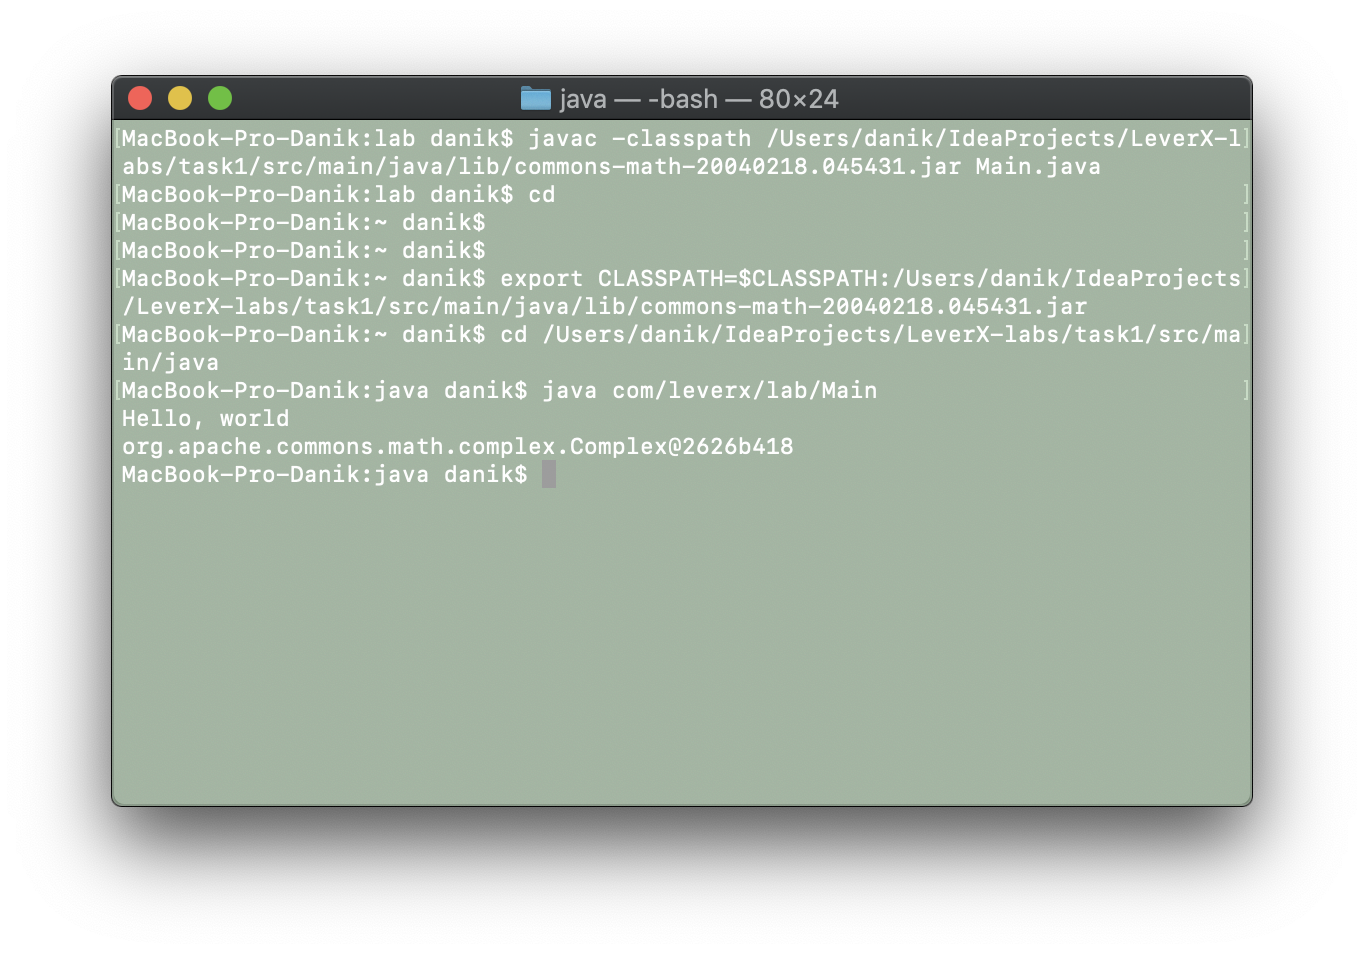 java — -bash — 80×24
[MacBook-Pro-Danik:lab danik$ javac -classpath /Users/danik/IdeaProjects/LeverX-l]
abs/task1/src/main/java/lib/commons-math-20040218.045431.jar Main.java
[MacBook-Pro-Danik:lab danik$ cd ]
[MacBook-Pro-Danik:~ danik$ ]
[MacBook-Pro-Danik:~ danik$ ]
[MacBook-Pro-Danik:~ danik$ export CLASSPATH=$CLASSPATH:/Users/danik/IdeaProjects]
/LeverX-labs/task1/src/main/java/lib/commons-math-20040218.045431.jar
[MacBook-Pro-Danik:~ danik$ cd /Users/danik/IdeaProjects/LeverX-labs/task1/src/ma]
in/java
[MacBook-Pro-Danik:java danik$ java com/leverx/lab/Main ]
Hello, world
org.apache.commons.math.complex.Complex@2626b418
MacBook-Pro-Danik:java danik$